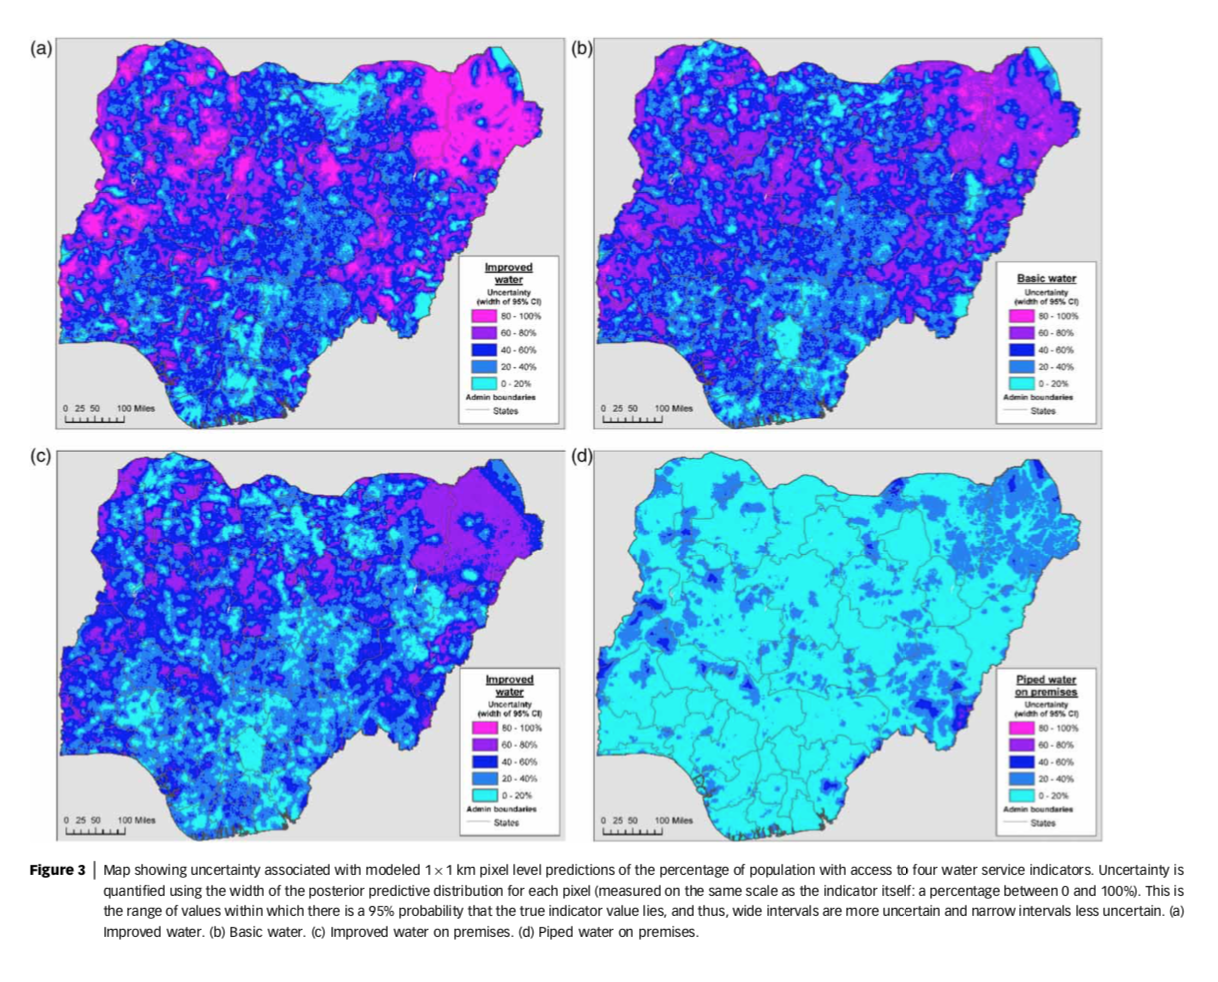 (a)
Improved
water
Uncertainty
(width of 95% CI)
80 - 100%
60 - 80%
40 - 60%
20 - 40%
0 - 20%
Admin boundaries
States
0 25 50 100 Miles
(b)
Basic water
Uncertainty
(width of 95% CI)
80 - 100%
60 - 80%
40 - 60%
20 - 40%
0 - 20%
Admin boundaries
States
0 25 50 100 Miles
(c)
Improved
water
Uncertainty
(width of 95% CI)
80 - 100%
60 - 80%
40 - 60%
20 - 40%
0 - 20%
Admin boundaries
States
0 25 50 100 Miles
(d)
Piped water
on premises
Uncertainty
(width of 95% CI)
80 - 100%
60 - 80%
40 - 60%
20 - 40%
0 - 20%
Admin boundaries
States
0 25 50 100 Miles
Figure 3 | Map showing uncertainty associated with modeled 1 × 1 km pixel level predictions of the percentage of population with access to four water service indicators. Uncertainty is
quantified using the width of the posterior predictive distribution for each pixel (measured on the same scale as the indicator itself: a percentage between 0 and 100%). This is
the range of values within which there is a 95% probability that the true indicator value lies, and thus, wide intervals are more uncertain and narrow intervals less uncertain. (a)
Improved water. (b) Basic water. (c) Improved water on premises. (d) Piped water on premises.